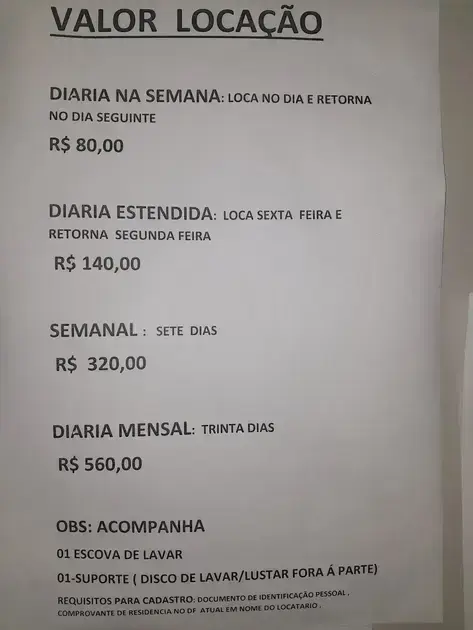 VALOR LOCAÇÃO
DIARIA NA SEMANA: LOCA NO DIA E RETORNA
NO DIA SEGUINTE
R$ 80,00
DIARIA ESTENDIDA: LOCA SEXTA FEIRA E
RETORNA SEGUNDA FEIRA
R$ 140,00
SEMANAL : SETE DIAS
R$ 320,00
DIARIA MENSAL: TRINTA DIAS
R$ 560,00
OBS: ACOMPANHA
01 ESCOVA DE LAVAR
01-SUPORTE ( DISCO DE LAVAR/LUSTAR FORA Á PARTE)
REQUISITOS PARA CADASTRO: DOCUMENTO DE IDENTIFICAÇÃO PESSOAL ,
COMPROVANTE DE RESIDENCIA NO DF ATUAL EM NOME DO LOCATARIO .